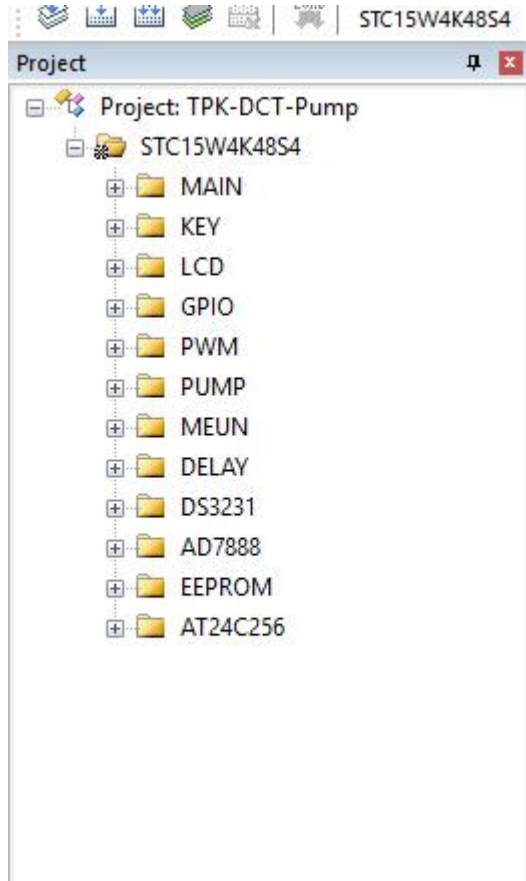 STC15W4K48S4
Project
Project: TPK-DCT-Pump
STC15W4K48S4
MAIN
KEY
LCD
GPIO
PWM
PUMP
MEUN
DELAY
DS3231
AD7888
EEPROM
AT24C256